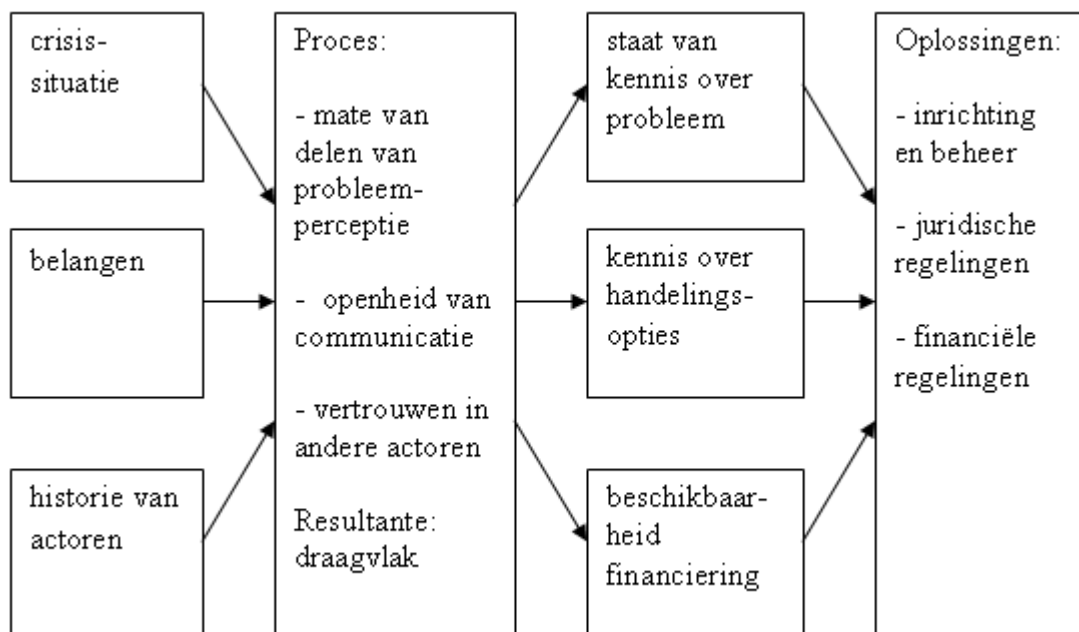 crisis-
situatie
belangen
historie van
actoren
Proces:
- mate van
delen van
probleem-
perceptie
- openheid van
communicatie
- vertrouwen in
andere actoren
Resultante:
draagvlak
staat van
kennis over
probleem
kennis over
handelings-
opties
beschikbaar-
heid
financiering
Oplossingen:
- inrichting
en beheer
- juridische
regelingen
- financiële
regelingen